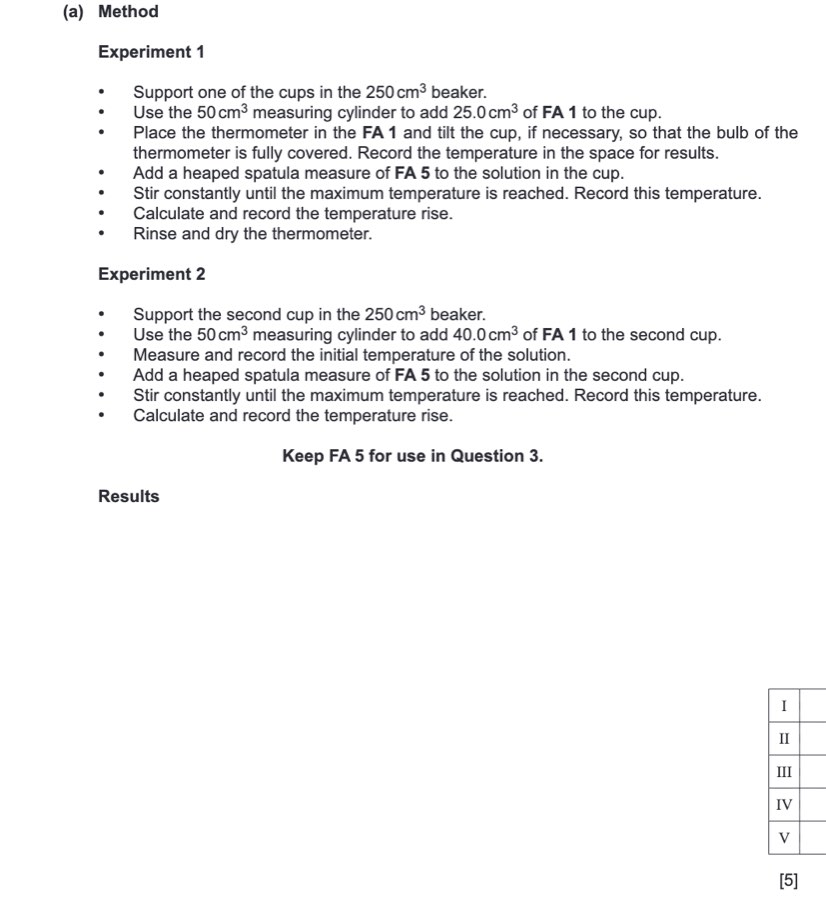 (a) Method
Experiment 1
• Support one of the cups in the 250 cm³ beaker.
• Use the 50 cm³ measuring cylinder to add 25.0 cm³ of FA 1 to the cup.
• Place the thermometer in the FA 1 and tilt the cup, if necessary, so that the bulb of the
thermometer is fully covered. Record the temperature in the space for results.
• Add a heaped spatula measure of FA 5 to the solution in the cup.
• Stir constantly until the maximum temperature is reached. Record this temperature.
• Calculate and record the temperature rise.
• Rinse and dry the thermometer.
Experiment 2
• Support the second cup in the 250 cm³ beaker.
• Use the 50 cm³ measuring cylinder to add 40.0 cm³ of FA 1 to the second cup.
• Measure and record the initial temperature of the solution.
• Add a heaped spatula measure of FA 5 to the solution in the second cup.
• Stir constantly until the maximum temperature is reached. Record this temperature.
• Calculate and record the temperature rise.
Keep FA 5 for use in Question 3.
Results
I
II
III
IV
V
[5]